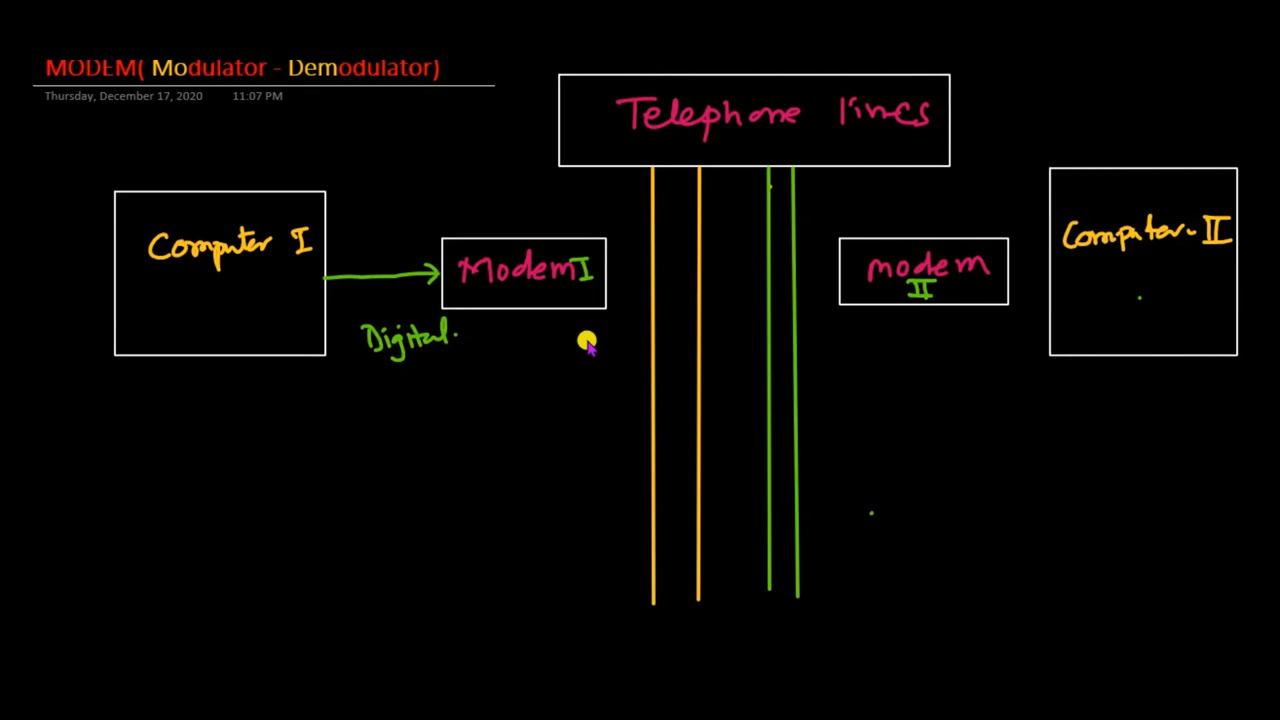 MODEM( Modulator - Demodulator)
Thursday, December 17, 2020 11:07 PM
Telephone lines
Computer I
Modem I
Digital.
modem
II
Computer-II